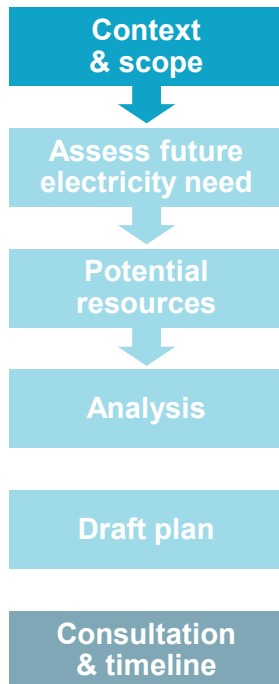 Context
& scope
Assess future
electricity need
Potential
resources
Analysis
Draft plan
Consultation
& timeline